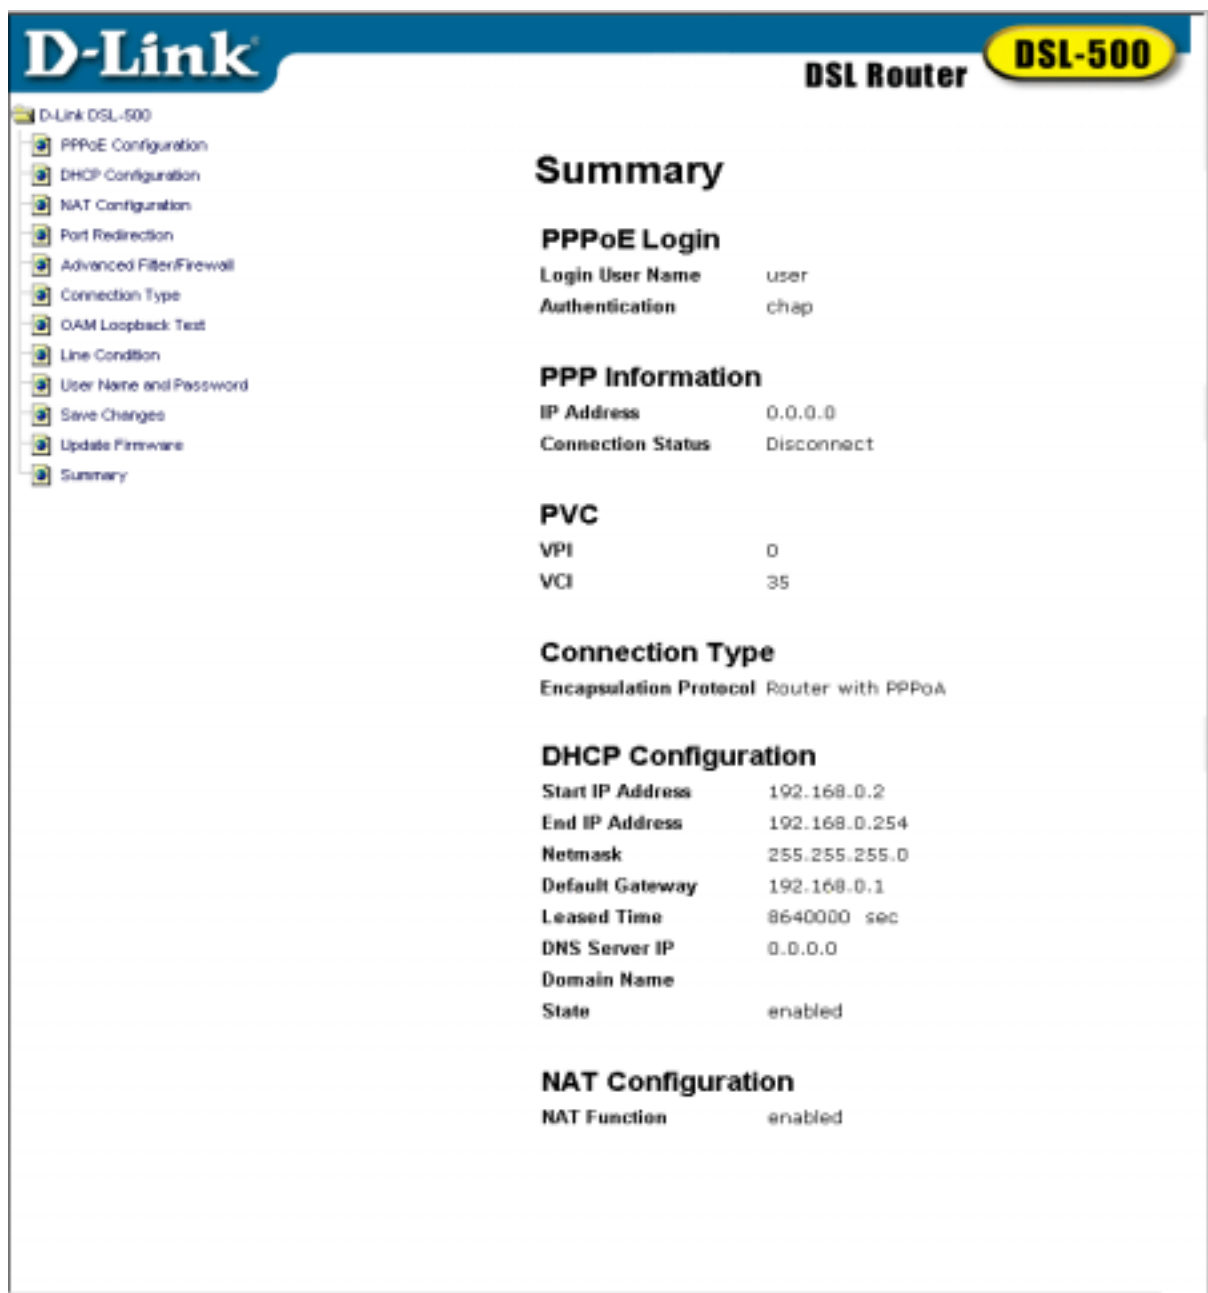 D-Link
DSL Router DSL-500
D-Link DSL-500
PPPoE Configuration
DHCP Configuration
NAT Configuration
Port Redirection
Advanced Filter/Firewall
Connection Type
OAM Loopback Test
Line Condition
User Name and Password
Save Changes
Update Firmware
Summary
Summary
PPPoE Login
Login User Name user
Authentication chap
PPP Information
IP Address 0.0.0.0
Connection Status Disconnect
PVC
VPI 0
VCI 35
Connection Type
Encapsulation Protocol Router with PPPoA
DHCP Configuration
Start IP Address 192.168.0.2
End IP Address 192.168.0.254
Netmask 255.255.255.0
Default Gateway 192.168.0.1
Leased Time 8640000 sec
DNS Server IP 0.0.0.0
Domain Name
State enabled
NAT Configuration
NAT Function enabled